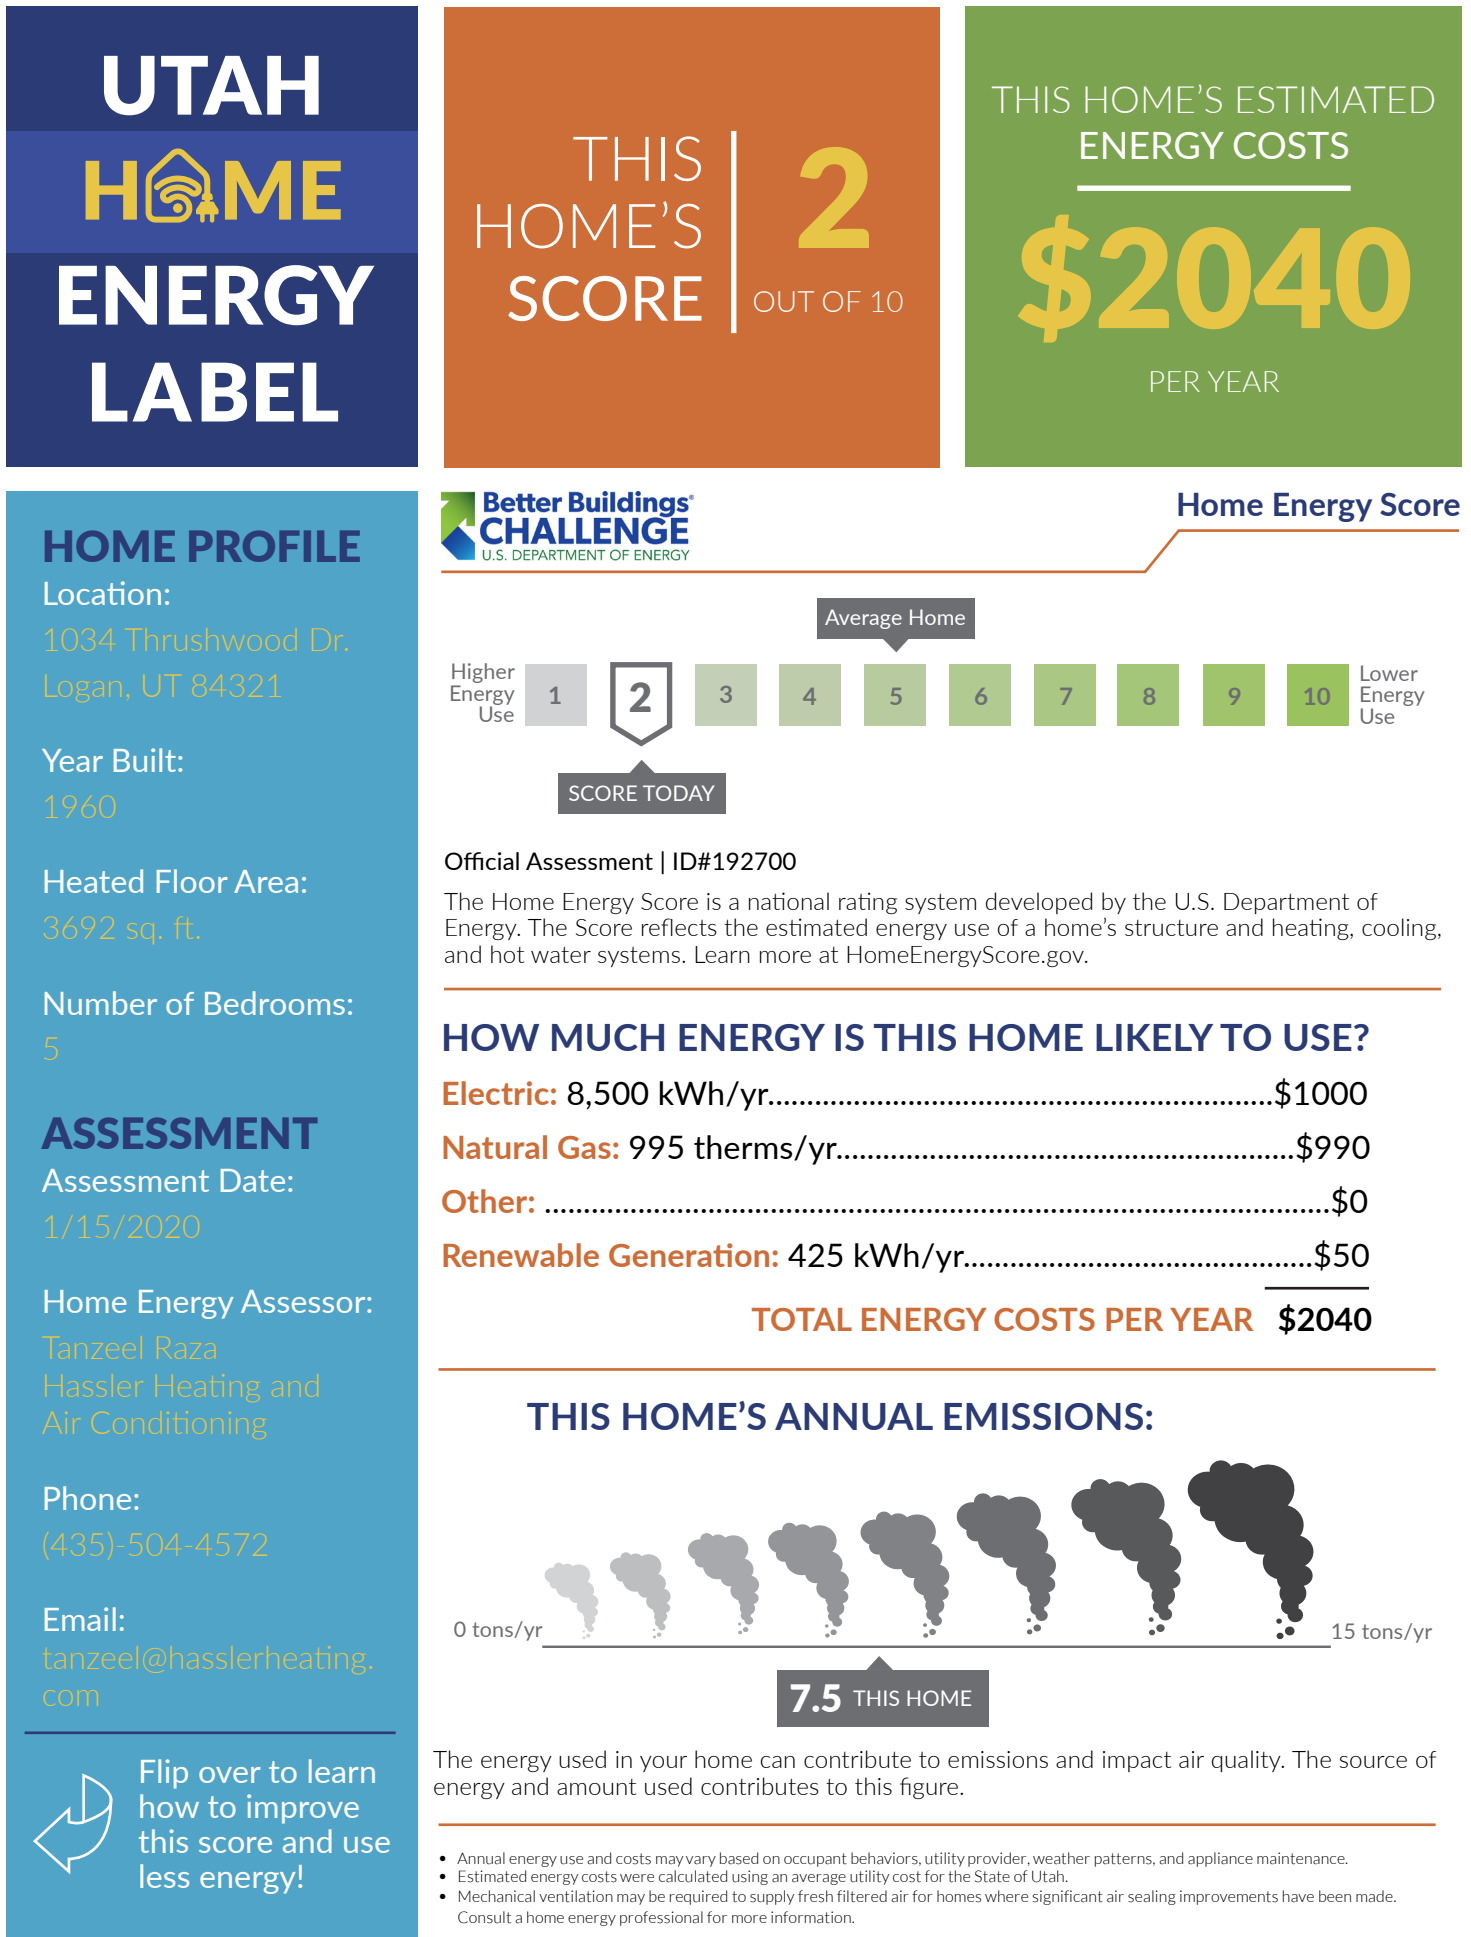 UTAH
HOME
ENERGY
LABEL
THIS
HOME'S
SCORE
2
OUT OF 10
THIS HOME'S ESTIMATED
ENERGY COSTS
$2040
PER YEAR
HOME PROFILE
Location:
1034 Thrushwood Dr.
Logan, UT 84321
Year Built:
1960
Heated Floor Area:
3692 sq. ft.
Number of Bedrooms:
5
ASSESSMENT
Assessment Date:
1/15/2020
Home Energy Assessor:
Tanzeel Raza
Hassler Heating and
Air Conditioning
Phone:
(435)-504-4572
Email:
tanzeel@hasslerheating.
com
Flip over to learn
how to improve
this score and use
less energy!
Better Buildings®
CHALLENGE
U.S. DEPARTMENT OF ENERGY
Home Energy Score
Average Home
Higher
Energy
Use
1 2 3 4 5 6 7 8 9 10
Lower
Energy
Use
SCORE TODAY
Official Assessment | ID#192700
The Home Energy Score is a national rating system developed by the U.S. Department of
Energy. The Score reflects the estimated energy use of a home's structure and heating, cooling,
and hot water systems. Learn more at HomeEnergyScore.gov.
HOW MUCH ENERGY IS THIS HOME LIKELY TO USE?
Electric: 8,500 kWh/yr.................................................................$1000
Natural Gas: 995 therms/yr...........................................................$990
Other: .....................................................................................................$0
Renewable Generation: 425 kWh/yr.............................................$50
TOTAL ENERGY COSTS PER YEAR $2040
THIS HOME'S ANNUAL EMISSIONS:
0 tons/yr
15 tons/yr
7.5 THIS HOME
The energy used in your home can contribute to emissions and impact air quality. The source of
energy and amount used contributes to this figure.
• Annual energy use and costs may vary based on occupant behaviors, utility provider, weather patterns, and appliance maintenance.
• Estimated energy costs were calculated using an average utility cost for the State of Utah.
• Mechanical ventilation may be required to supply fresh filtered air for homes where significant air sealing improvements have been made.
Consult a home energy professional for more information.